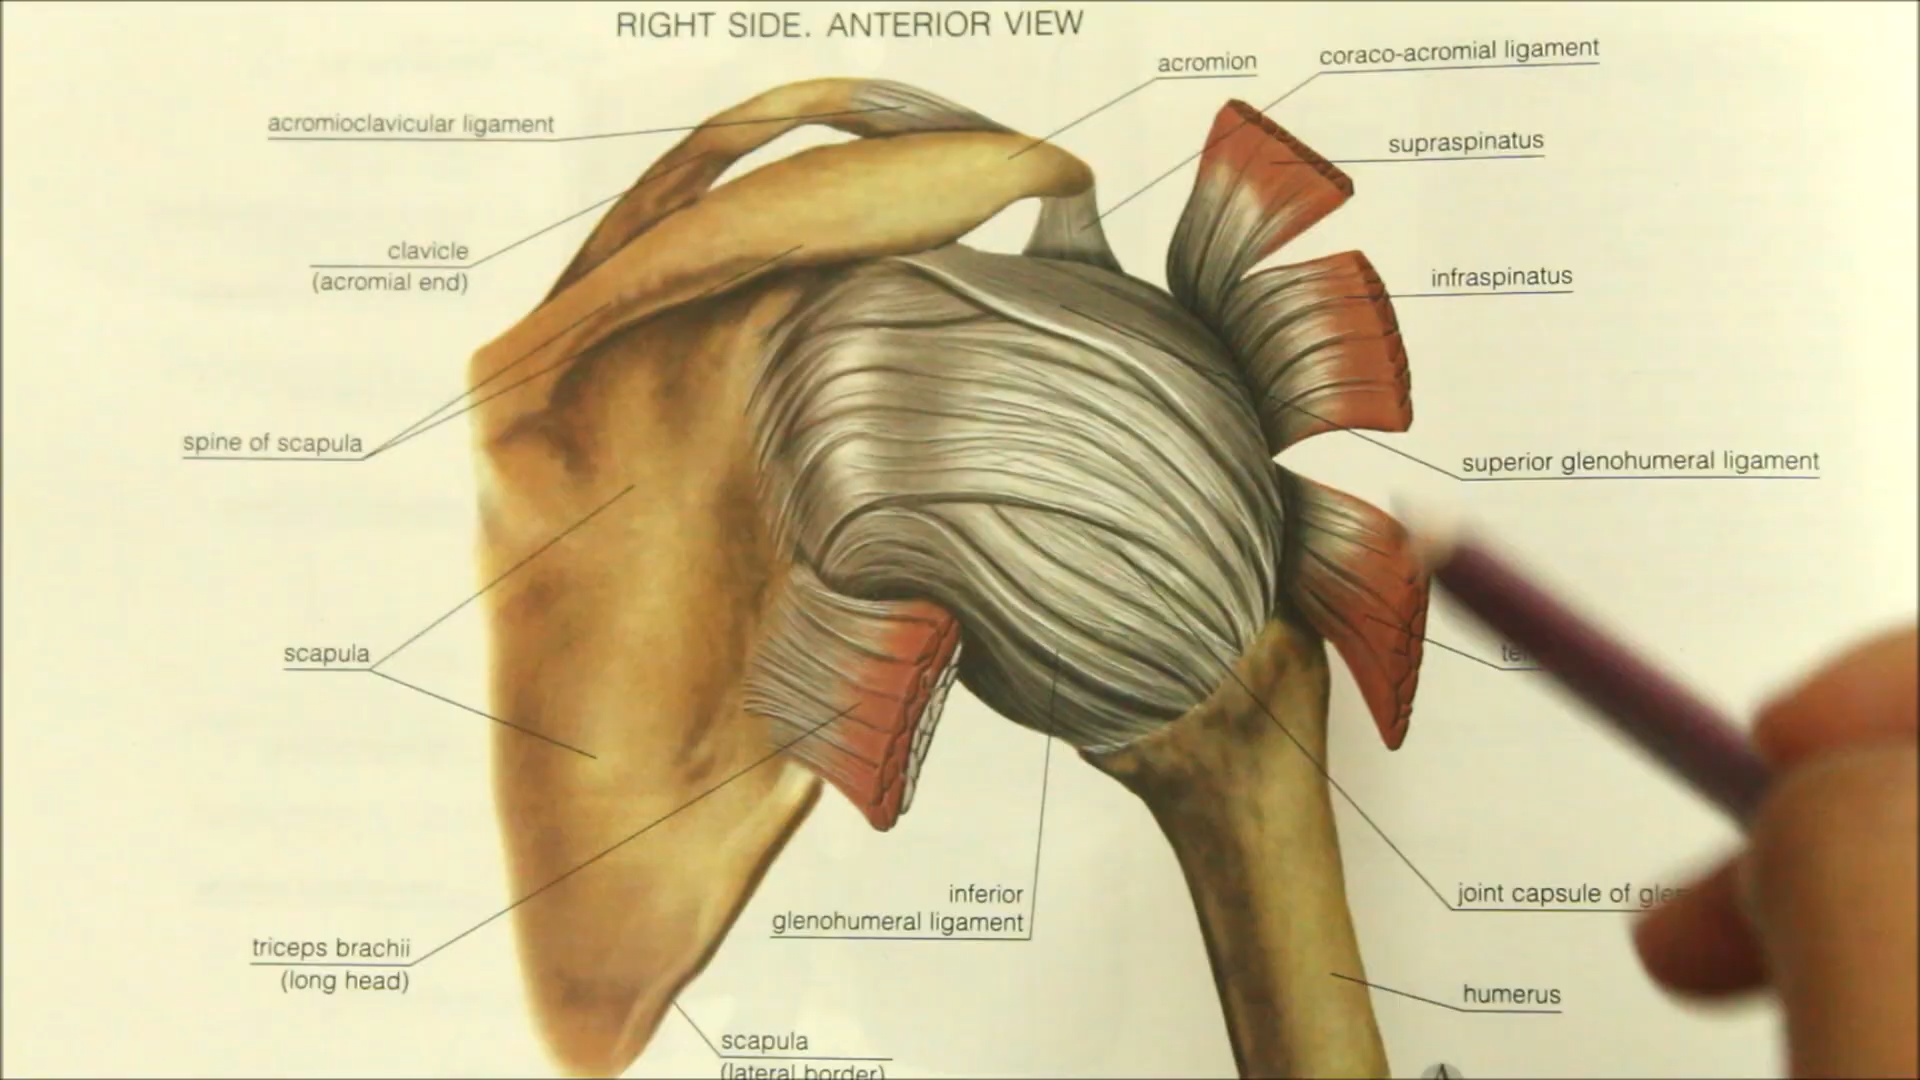 RIGHT SIDE. ANTERIOR VIEW
acromion
coraco-acromial ligament
acromioclavicular ligament
supraspinatus
clavicle
(acromial end)
infraspinatus
spine of scapula
superior glenohumeral ligament
scapula
inferior
glenohumeral ligament
joint capsule of
triceps brachii
(long head)
humerus
scapula
(lateral border)
A